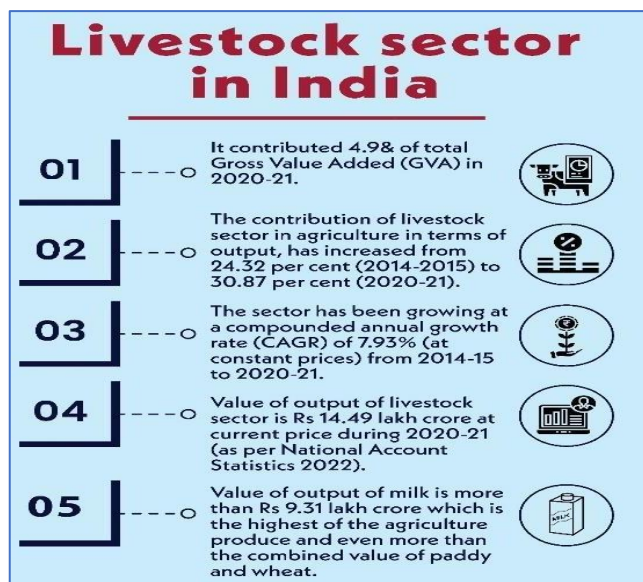 Livestock sector
in India
01
It contributed 4.9& of total
Gross Value Added (GVA) in
2020-21.
02
The contribution of livestock
sector in agriculture in terms of
output, has increased from
24.32 per cent (2014-2015) to
30.87 per cent (2020-21).
03
The sector has been growing at
a compounded annual growth
rate (CAGR) of 7.93% (at
constant prices) from 2014-15
to 2020-21.
04
Value of output of livestock
sector is Rs 14.49 lakh crore at
current price during 2020-21
(as per National Account
Statistics 2022).
05
Value of output of milk is more
than Rs 9.31 lakh crore which is
the highest of the agriculture
produce and even more than
the combined value of paddy
and wheat.
MILK